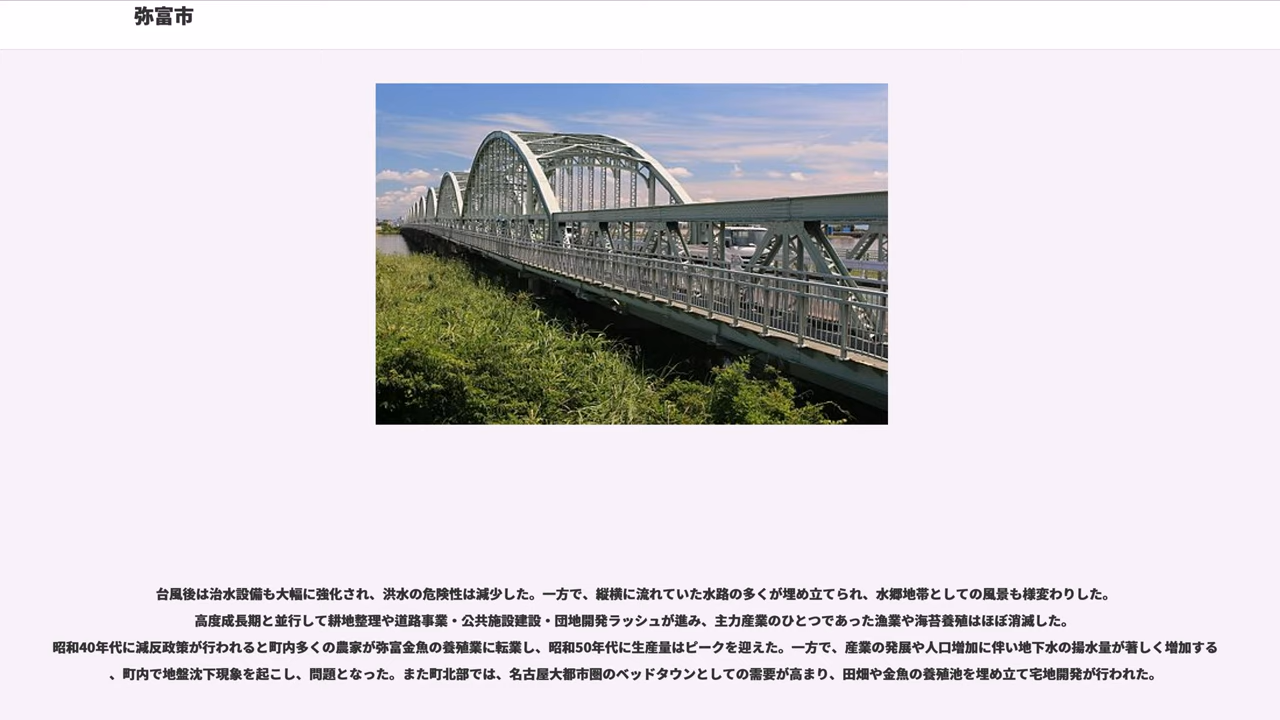 弥富市
台風後は治水設備も大幅に強化され、洪水の危険性は減少した。一方で、縦横に流れていた水路の多くが埋め立てられ、水郷地帯としての風景も様変わりした。
高度成長期と並行して耕地整理や道路事業・公共施設建設・団地開発ラッシュが進み、主力産業のひとつであった漁業や海苔養殖はほぼ消滅した。
昭和40年代に減反政策が行われると町内多くの農家が弥富金魚の養殖業に転業し、昭和50年代に生産量はピークを迎えた。一方で、産業の発展や人口増加に伴い地下水の揚水量が著しく増加する
、町内で地盤沈下現象を起こし、問題となった。また町北部では、名古屋大都市圏のベッドタウンとしての需要が高まり、田畑や金魚の養殖池を埋め立て宅地開発が行われた。